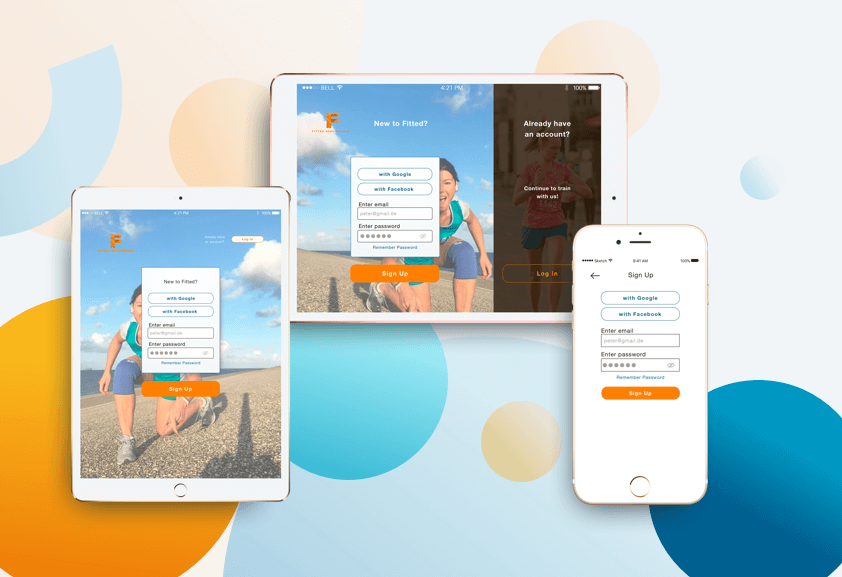 BELL
4:21 PM
100%
F
New to Fitted?
Already have
an account?
with Google
with Facebook
Continue to train
with us!
Enter email
peter@gmail.de
Enter password
Remember Password
Sign Up
Log In
BELL
4:21 PM
100%
F
Log In
New to Fitted?
with Google
with Facebook
Enter email
peter@gmail.de
Enter password
Remember Password
Sign Up
Sketch
9:41 AM
100%
Sign Up
with Google
with Facebook
Enter email
peter@gmail.de
Enter password
Remember Password
Sign Up